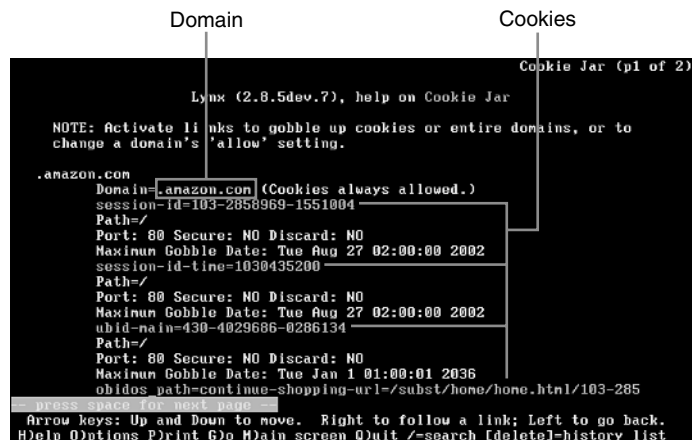 Domain Cookies
Cookie Jar (p1 of 2)
Lynx (2.8.5dev.7), help on Cookie Jar
NOTE: Activate links to gobble up cookies or entire domains, or to
change a domain's 'allow' setting.
.amazon.com
Domain=.amazon.com (Cookies always allowed.)
session-id=103-2858969-1551004
Path=/
Port: 80 Secure: NO Discard: NO
Maximum Gobble Date: Tue Aug 27 02:00:00 2002
session-id-time=1030435200
Path=/
Port: 80 Secure: NO Discard: NO
Maximum Gobble Date: Tue Aug 27 02:00:00 2002
ubid-main=430-4029686-0286134
Path=/
Port: 80 Secure: NO Discard: NO
Maximum Gobble Date: Tue Jan 1 01:00:01 2036
obidos_path=continue-shopping-url=/subst/home/home.html/103-285
-- press space for next page --
Arrow keys: Up and Down to move. Right to follow a link; Left to go back.
H)elp O)ptions P)rint G)o M)ain screen Q)uit /=search [delete]=history list